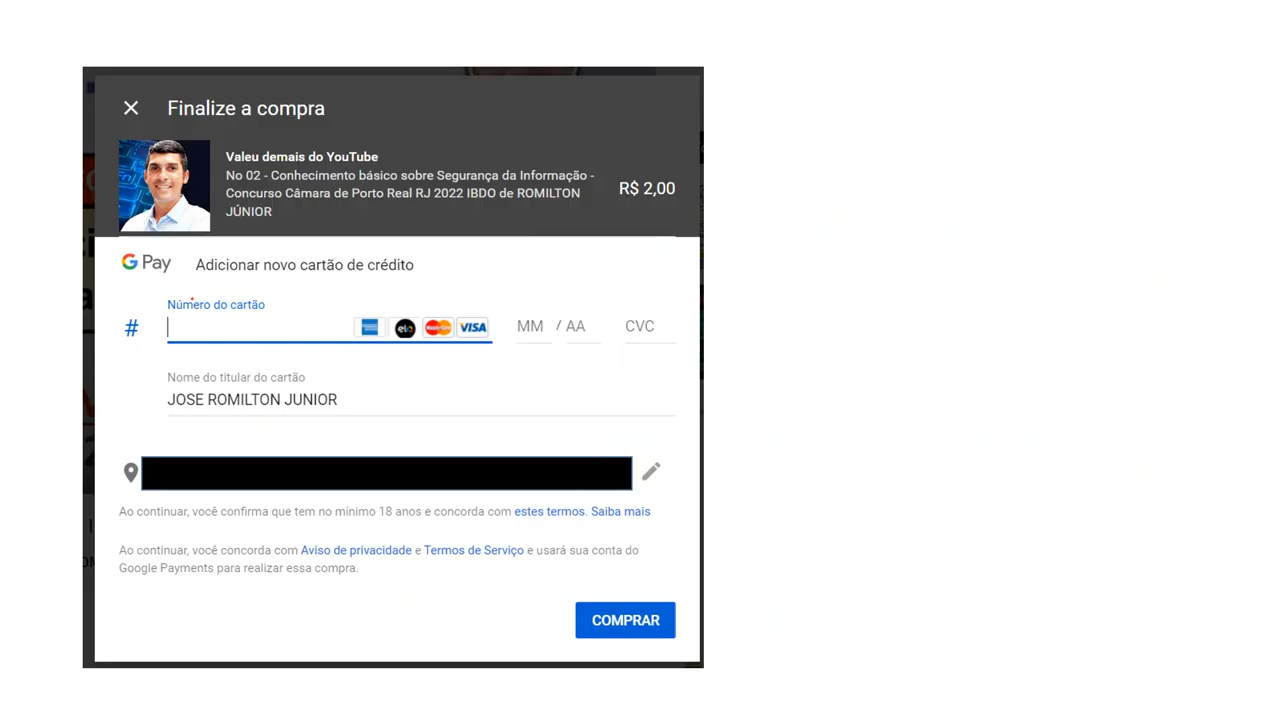 Finalize a compra
Valeu demais do YouTube
No 02 - Conhecimento básico sobre Segurança da Informação -
Concurso Câmara de Porto Real RJ 2022 IBDO de ROMILTON
JÚNIOR
R$ 2,00
G Pay
Adicionar novo cartão de crédito
Número do cartão
#
elo
MasterCard
VISA
MM / AA
CVC
Nome do titular do cartão
JOSE ROMILTON JUNIOR
Ao continuar, você confirma que tem no mínimo 18 anos e concorda com estes termos. Saiba mais
Ao continuar, você concorda com Aviso de privacidade e Termos de Serviço e usará sua conta do
Google Payments para realizar essa compra.
COMPRAR